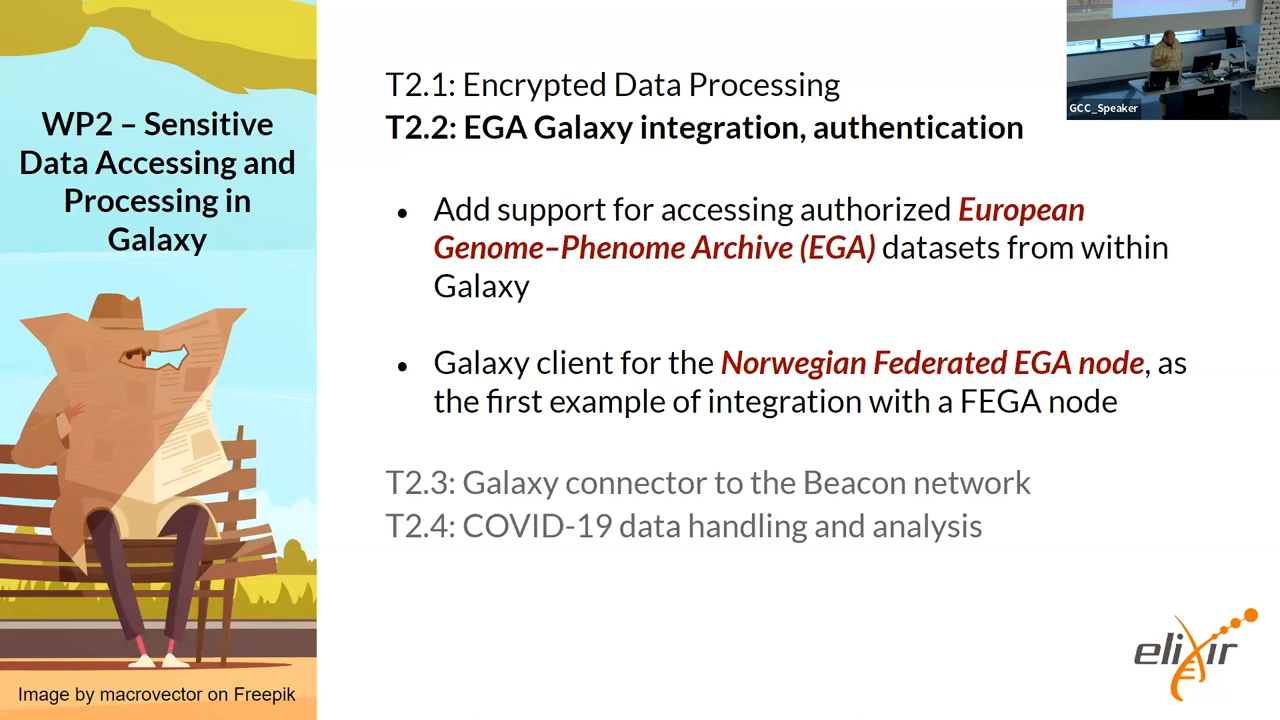 WP2 – Sensitive
Data Accessing and
Processing in
Galaxy
Image by macrovector on Freepik
T2.1: Encrypted Data Processing
T2.2: EGA Galaxy integration, authentication
• Add support for accessing authorized European
Genome–Phenome Archive (EGA) datasets from within
Galaxy
• Galaxy client for the Norwegian Federated EGA node, as
the first example of integration with a FEGA node
T2.3: Galaxy connector to the Beacon network
T2.4: COVID-19 data handling and analysis
GCC_Speaker
elixir